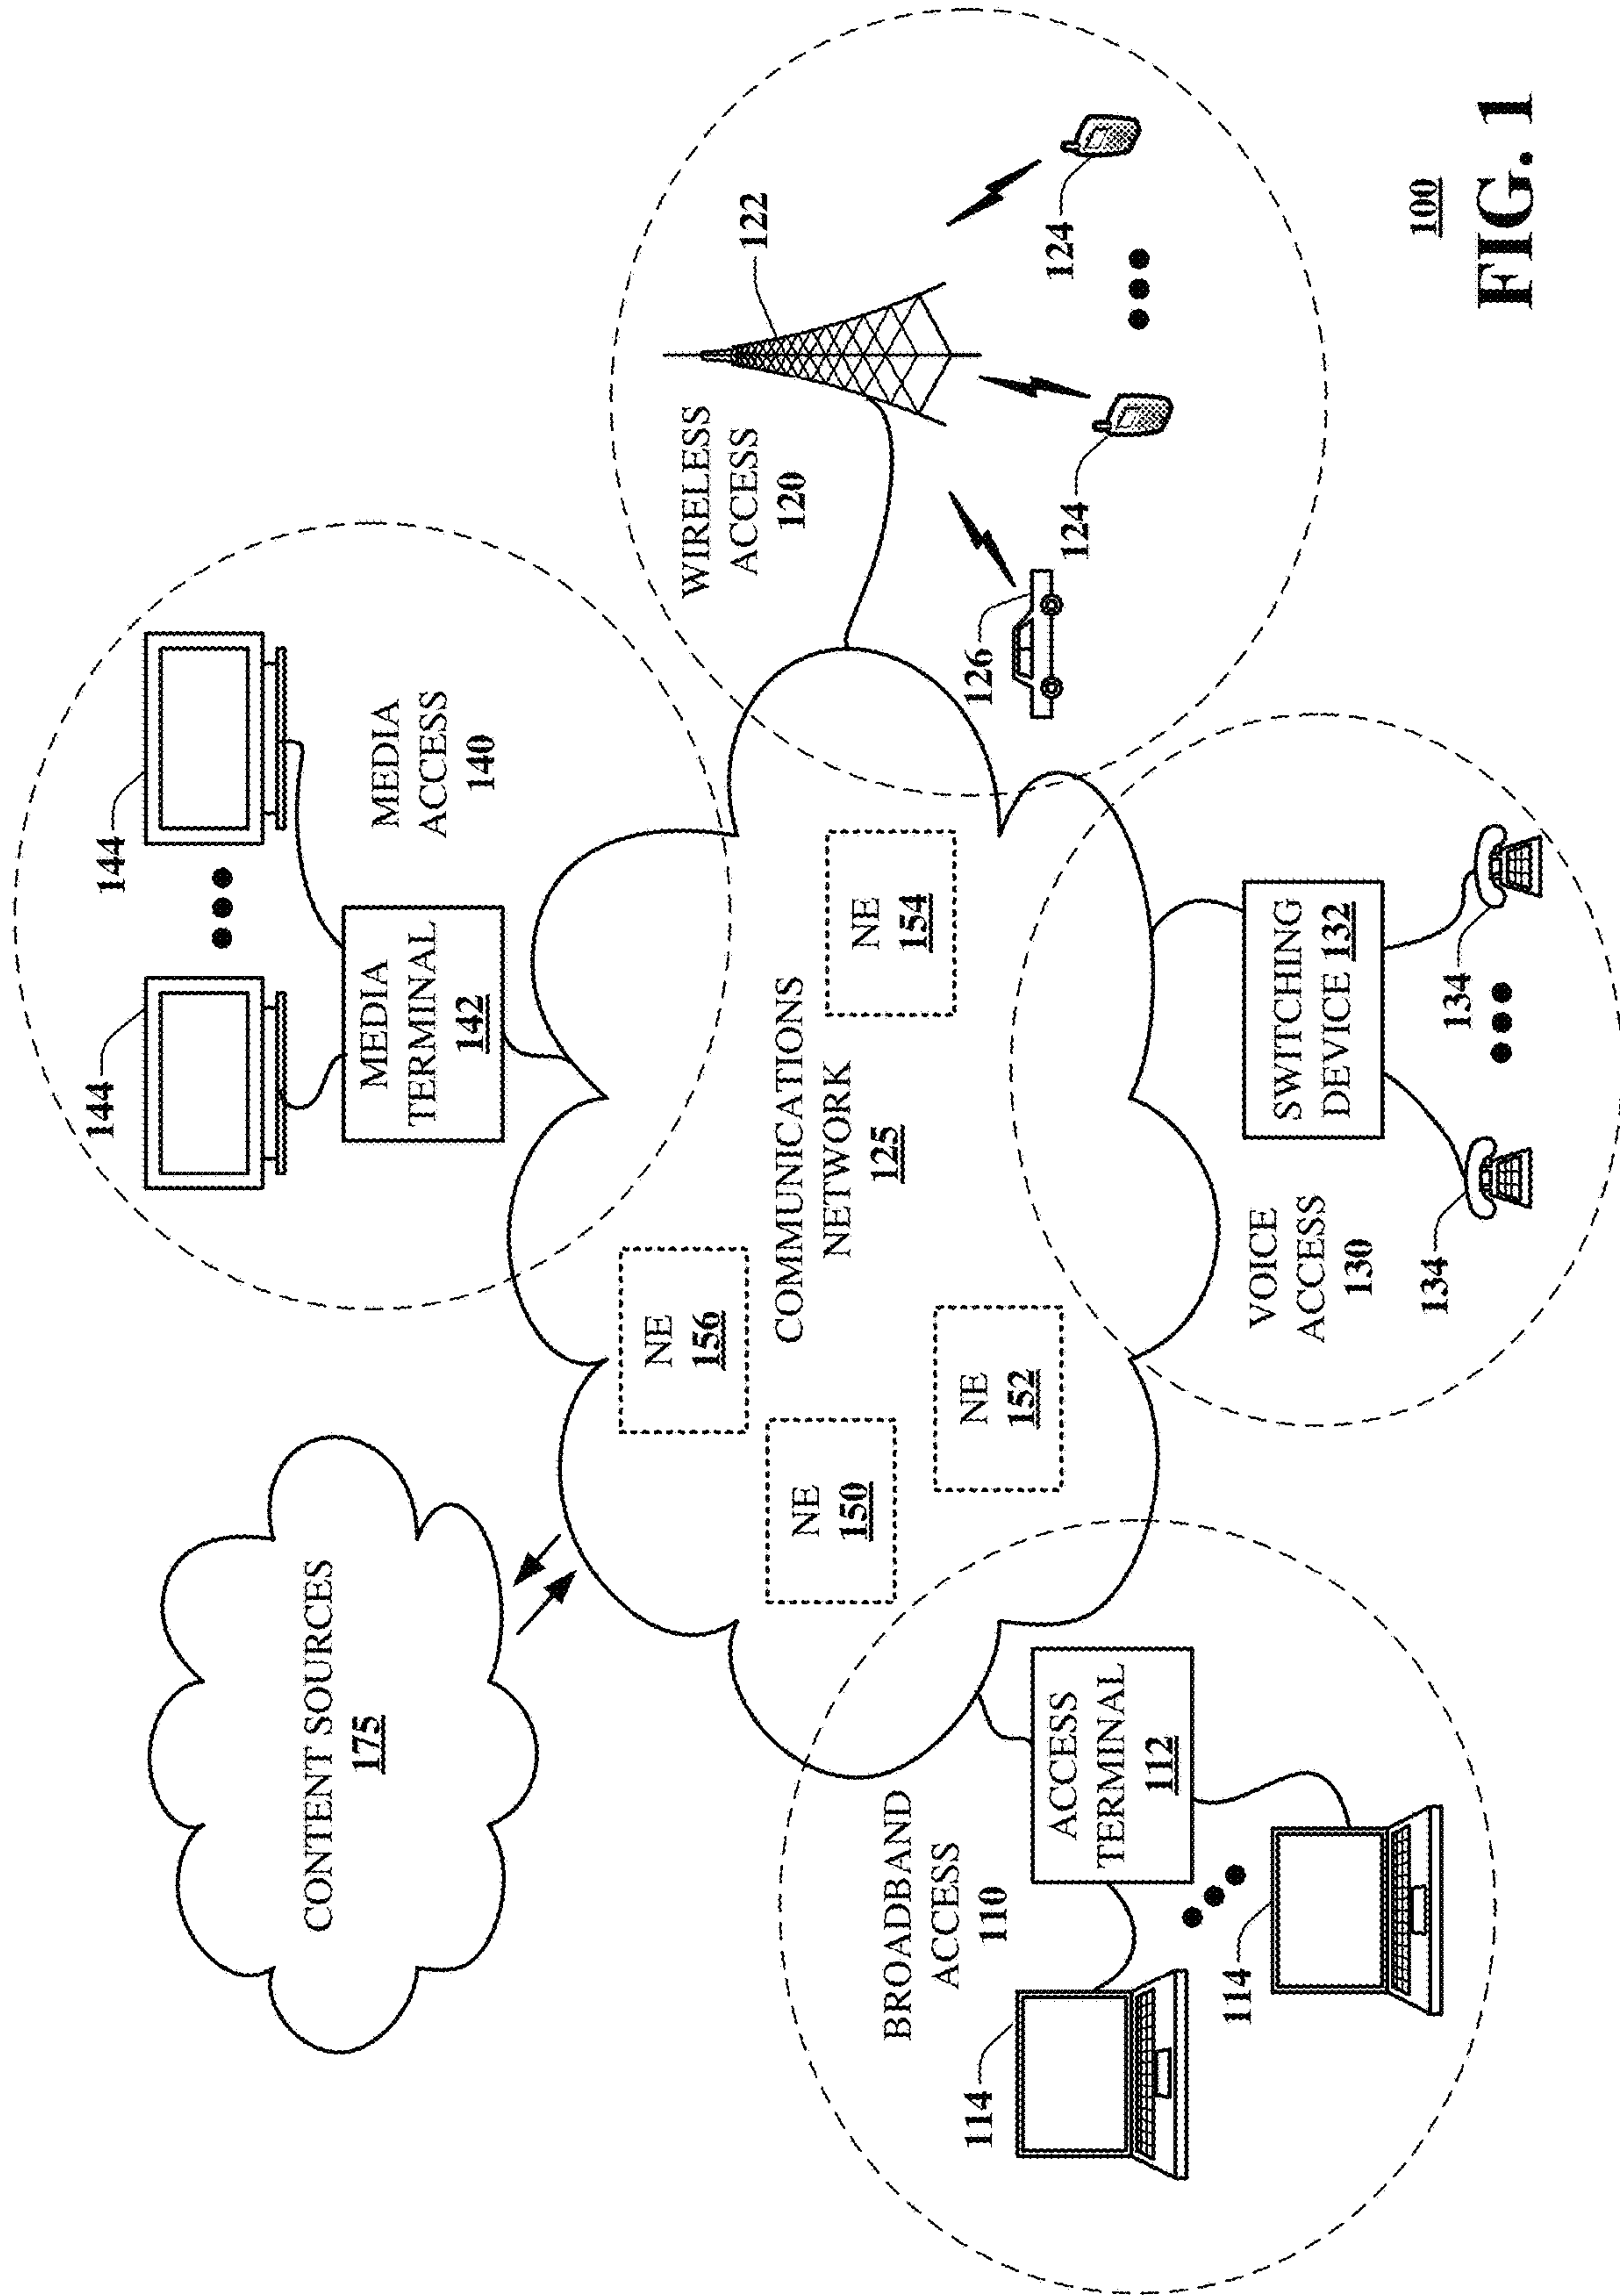 CONTENT SOURCES
175
144
144
MEDIA
TERMINAL
142
MEDIA
ACCESS
140
WIRELESS
ACCESS
120
122
124
124
126
NE
156
NE
150
NE
152
NE
154
COMMUNICATIONS
NETWORK
125
BROADBAND
ACCESS
110
ACCESS
TERMINAL
112
114
114
VOICE
ACCESS
130
SWITCHING
DEVICE 132
134
134
100
FIG. 1